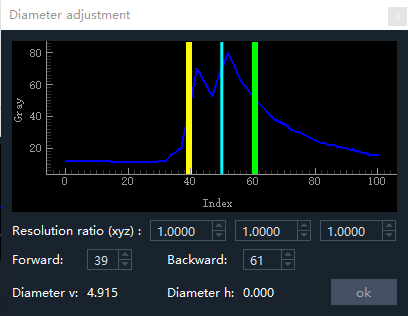 Diameter adjustment
x
80
60
40
20
Gray
0 20 40 60 80 100
Index
Resolution ratio (xyz) : 1.0000 1.0000 1.0000
Forward: 39 Backward: 61
Diameter v: 4.915 Diameter h: 0.000 ok